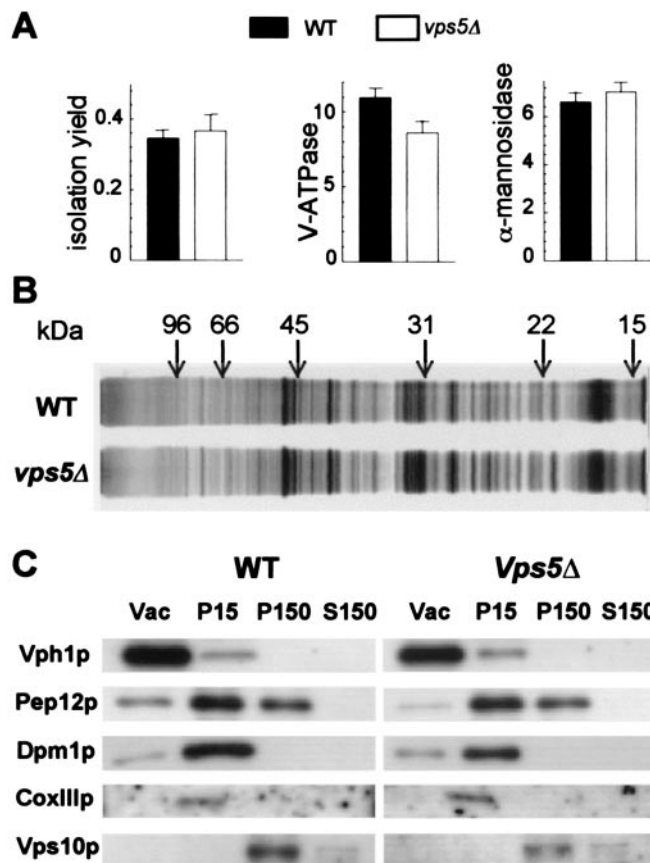 A
WT vps5Δ
isolation yield
0.4
0.2
0
V-ATPase
10
5
0
α-mannosidase
6
4
2
0
B
kDa 96 66 45 31 22 15
WT
vps5Δ
C
WT Vps5Δ
Vac P15 P150 S150 Vac P15 P150 S150
Vph1p
Pep12p
Dpm1p
CoxIIIp
Vps10p